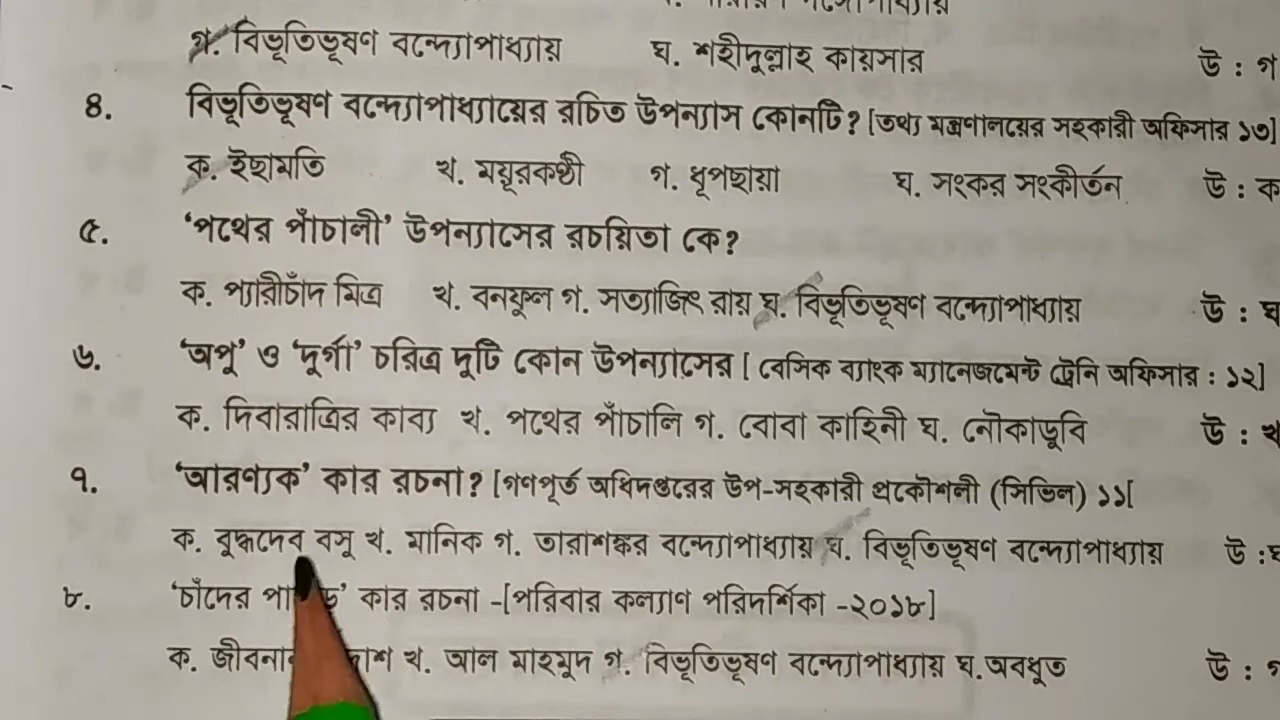 গ. বিভূতিভূষণ বন্দ্যোপাধ্যায় ঘ. শহীদুল্লাহ কায়সার উ : গ
৪. বিভূতিভূষণ বন্দ্যোপাধ্যায়ের রচিত উপন্যাস কোনটি? [তথ্য মন্ত্রণালয়ের সহকারী অফিসার ১৩]
ক. ইছামতি খ. ময়ূরকণ্ঠী গ. ধূপছায়া ঘ. সংকর সংকীর্তন উ : ক
৫. ‘পথের পাঁচালী’ উপন্যাসের রচয়িতা কে?
ক. প্যারীচাঁদ মিত্র খ. বনফুল গ. সত্যাজিৎ রায় ঘ. বিভূতিভূষণ বন্দ্যোপাধ্যায় উ : ঘ
৬. ‘অপু’ ও ‘দুর্গা’ চরিত্র দুটি কোন উপন্যাসের [ বেসিক ব্যাংক ম্যানেজমেন্ট ট্রেনি অফিসার : ১২]
ক. দিবারাত্রির কাব্য খ. পথের পাঁচালি গ. বোবা কাহিনী ঘ. নৌকাডুবি উ : খ
৭. ‘আরণ্যক’ কার রচনা? [গণপূর্ত অধিদপ্তরের উপ-সহকারী প্রকৌশলী (সিভিল) ১১[
ক. বুদ্ধদেব বসু খ. মানিক গ. তারাশঙ্কর বন্দ্যোপাধ্যায় ঘ. বিভূতিভূষণ বন্দ্যোপাধ্যায় উ :ঘ
৮. ‘চাঁদের কার রচনা -[পরিবার কল্যাণ পরিদর্শিকা -২০১৮]
ক. খ. আল মাহমুদ গ. বিভূতিভূষণ বন্দ্যোপাধ্যায় ঘ.অবধুত উ : গ